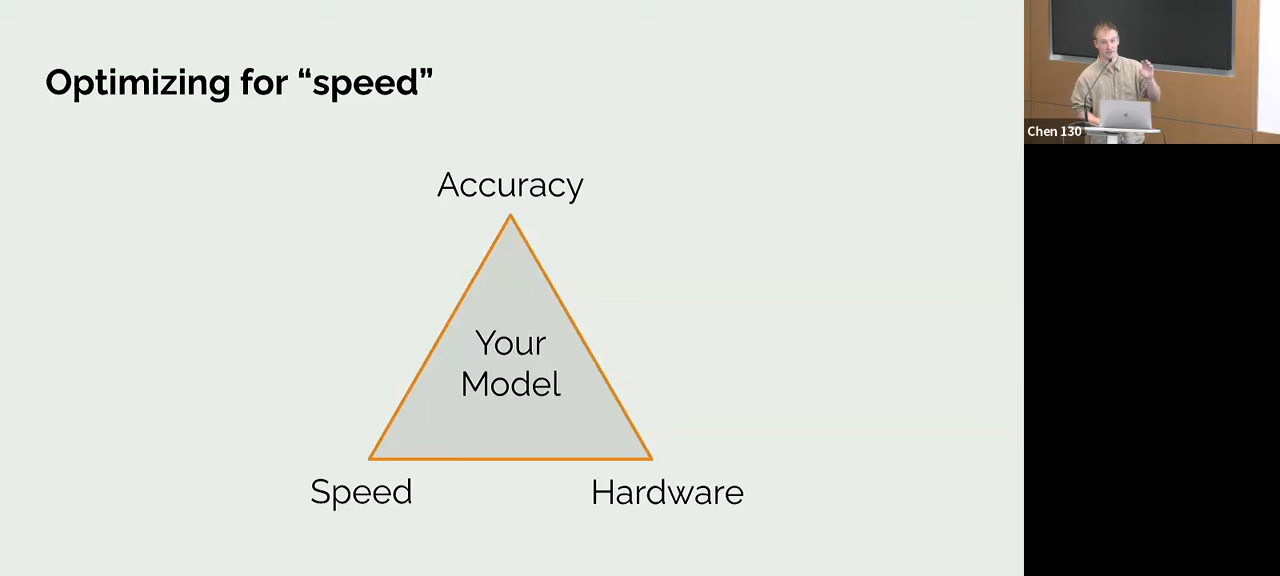 Optimizing for “speed”
Accuracy
Your
Model
Speed
Hardware
Chen 130